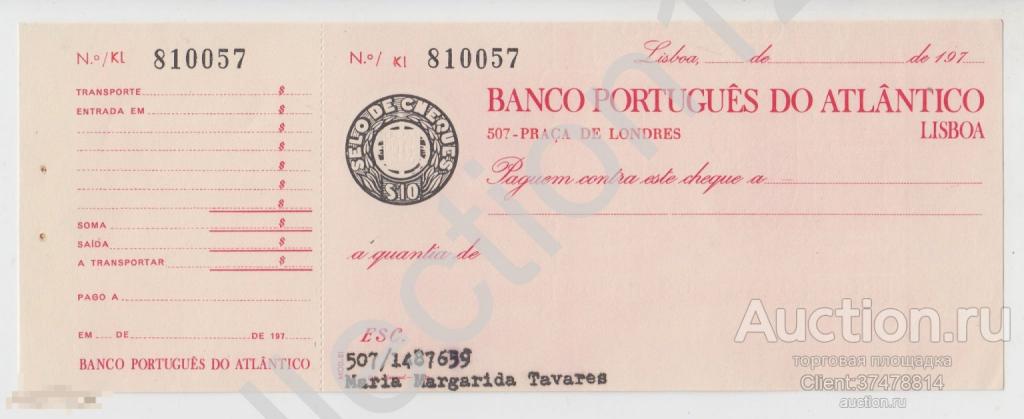 N.º/ KI 810057
TRANSPORTE $
ENTRADA EM $
$
$
$
$
$
SOMA $
SAÍDA $
A TRANSPORTAR $
PAGO A
EM DE DE 197
BANCO PORTUGUÊS DO ATLÂNTICO
N.º/ KI 810057
Lisboa, de de 197
SELO DE CHEQUES
$10
BANCO PORTUGUÊS DO ATLÂNTICO
507-PRAÇA DE LONDRES LISBOA
Paguem contra este cheque a
á quantia de
ESC.
507/1487659
Maria Margarida Tavares
Auction.ru
торговая площадка
Client:37478814
auction.ru